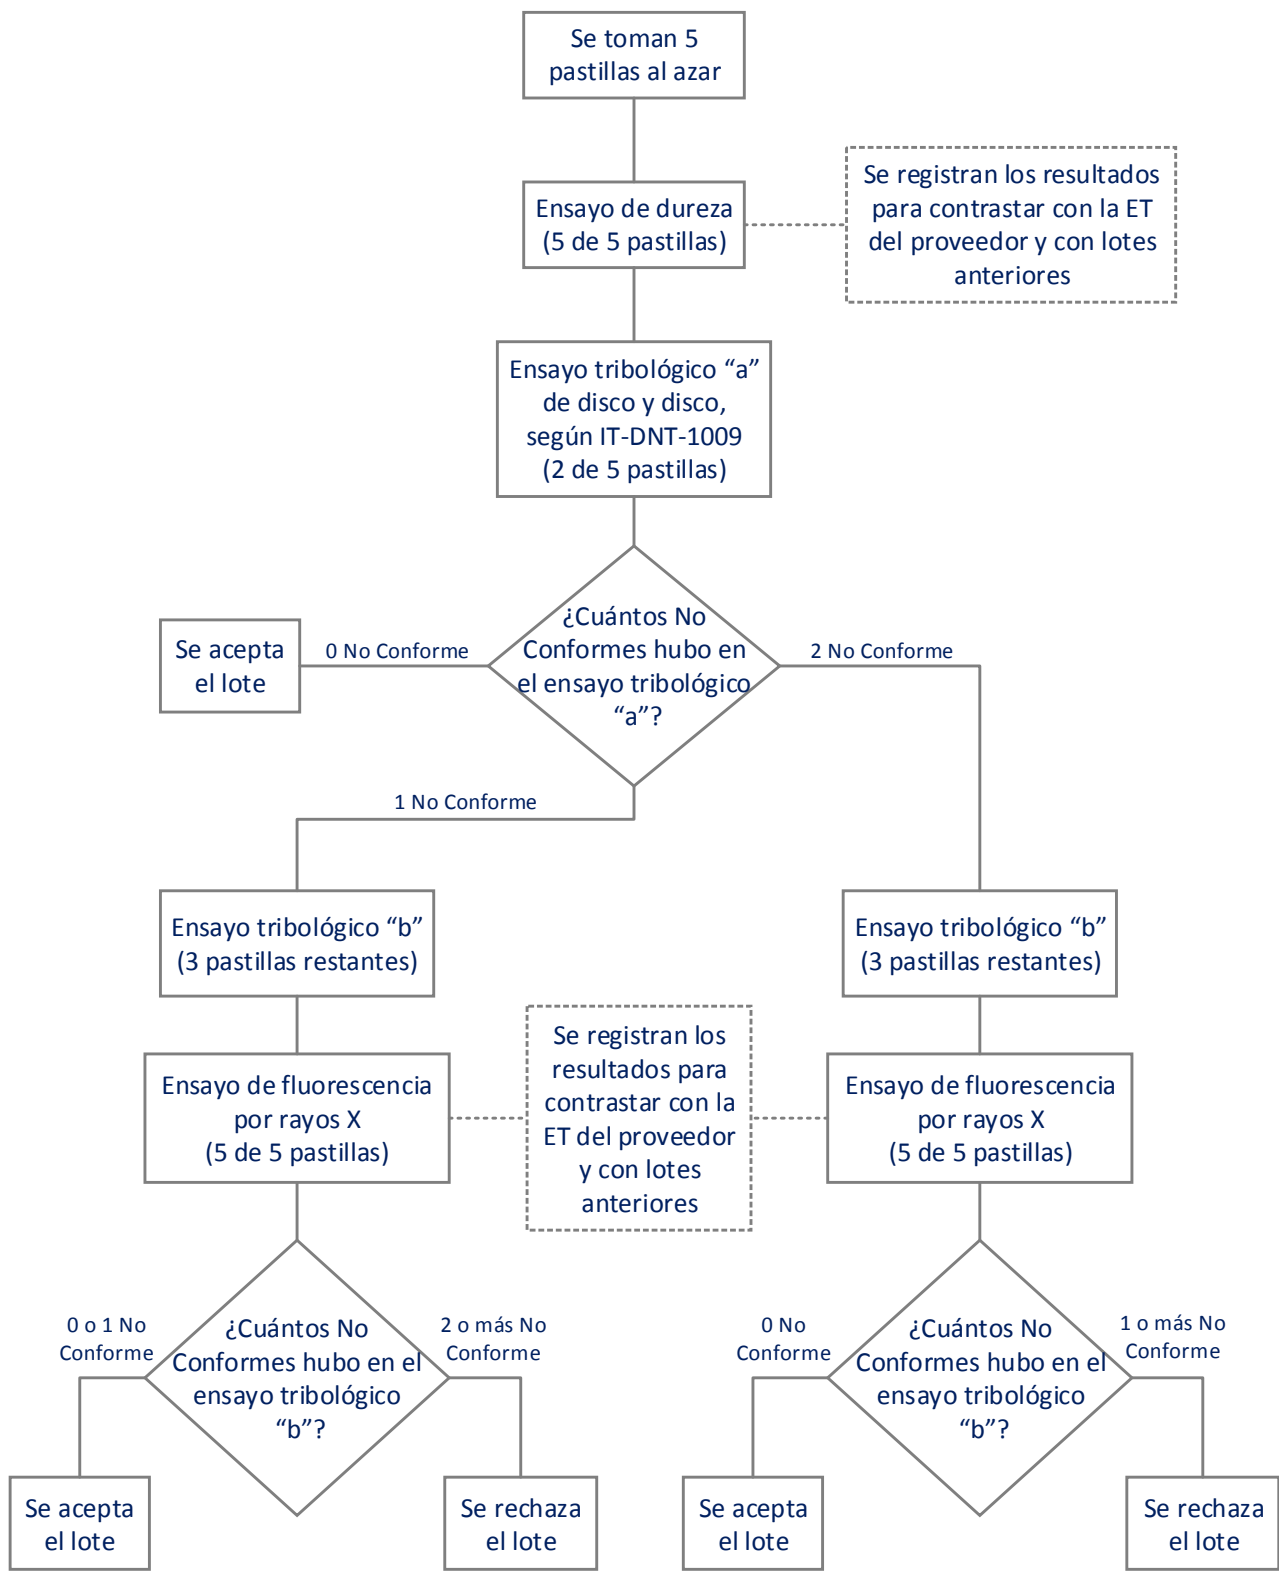 Se toman 5
pastillas al azar
Ensayo de dureza
(5 de 5 pastillas)
Se registran los resultados
para contrastar con la ET
del proveedor y con lotes
anteriores
Ensayo tribológico “a”
de disco y disco,
según IT-DNT-1009
(2 de 5 pastillas)
¿Cuántos No
Conformes hubo en
el ensayo tribológico
“a”?
0 No Conforme
Se acepta
el lote
2 No Conforme
1 No Conforme
Ensayo tribológico “b”
(3 pastillas restantes)
Ensayo tribológico “b”
(3 pastillas restantes)
Ensayo de fluorescencia
por rayos X
(5 de 5 pastillas)
Se registran los
resultados para
contrastar con la
ET del proveedor
y con lotes
anteriores
Ensayo de fluorescencia
por rayos X
(5 de 5 pastillas)
0 o 1 No
Conforme
¿Cuántos No
Conformes hubo en el
ensayo tribológico
“b”?
2 o más No
Conforme
0 No
Conforme
¿Cuántos No
Conformes hubo en el
ensayo tribológico
“b”?
1 o más No
Conforme
Se acepta
el lote
Se rechaza
el lote
Se acepta
el lote
Se rechaza
el lote